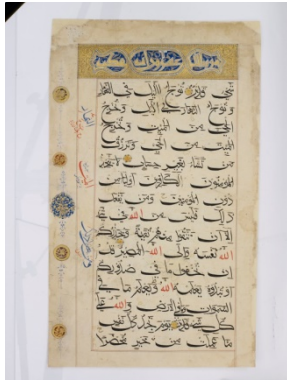 شيء قدير تولج الليل في النهار
وتولج النهار في الليل وتخرج
الحي من الميت وتخرج
الميت من الحي وترزق
من تشاء بغير حساب لا يتخذ
المؤمنون الكافرين أولياء من
دون المؤمنين ومن يفعل
ذلك فليس من الله في شيء
إلا أن تتقوا منهم تقاة ويحذركم
الله نفسه وإلى الله المصير قل
إن تخفوا ما في صدوركم
أو تبدوه يعلمه الله ويعلم ما في
السموات وما في الأرض والله على
كل شيء قدير يوم تجد كل نفس
ما عملت من خير محضرا